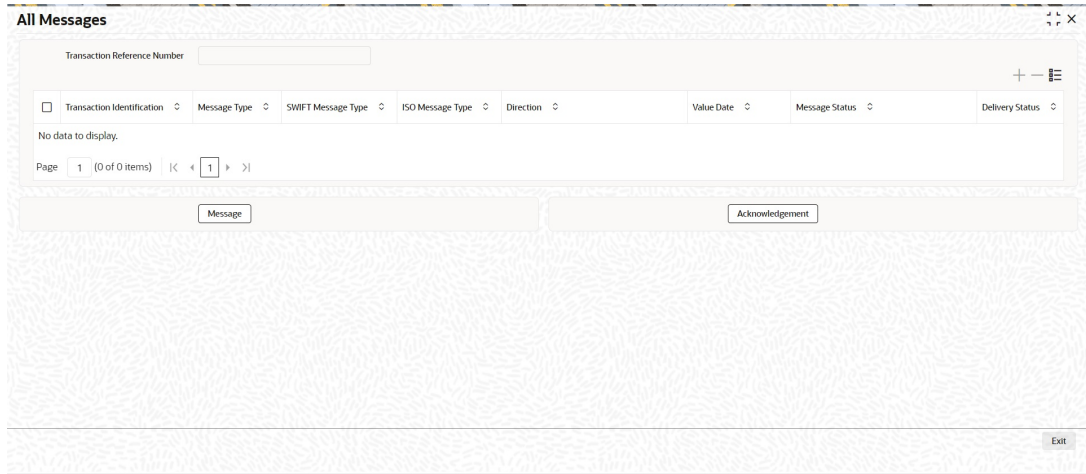 All Messages
Transaction Reference Number
Transaction Identification Message Type SWIFT Message Type ISO Message Type Direction Value Date Message Status Delivery Status
No data to display.
Page 1 (0 of 0 items) 1
Message Acknowledgement
Exit